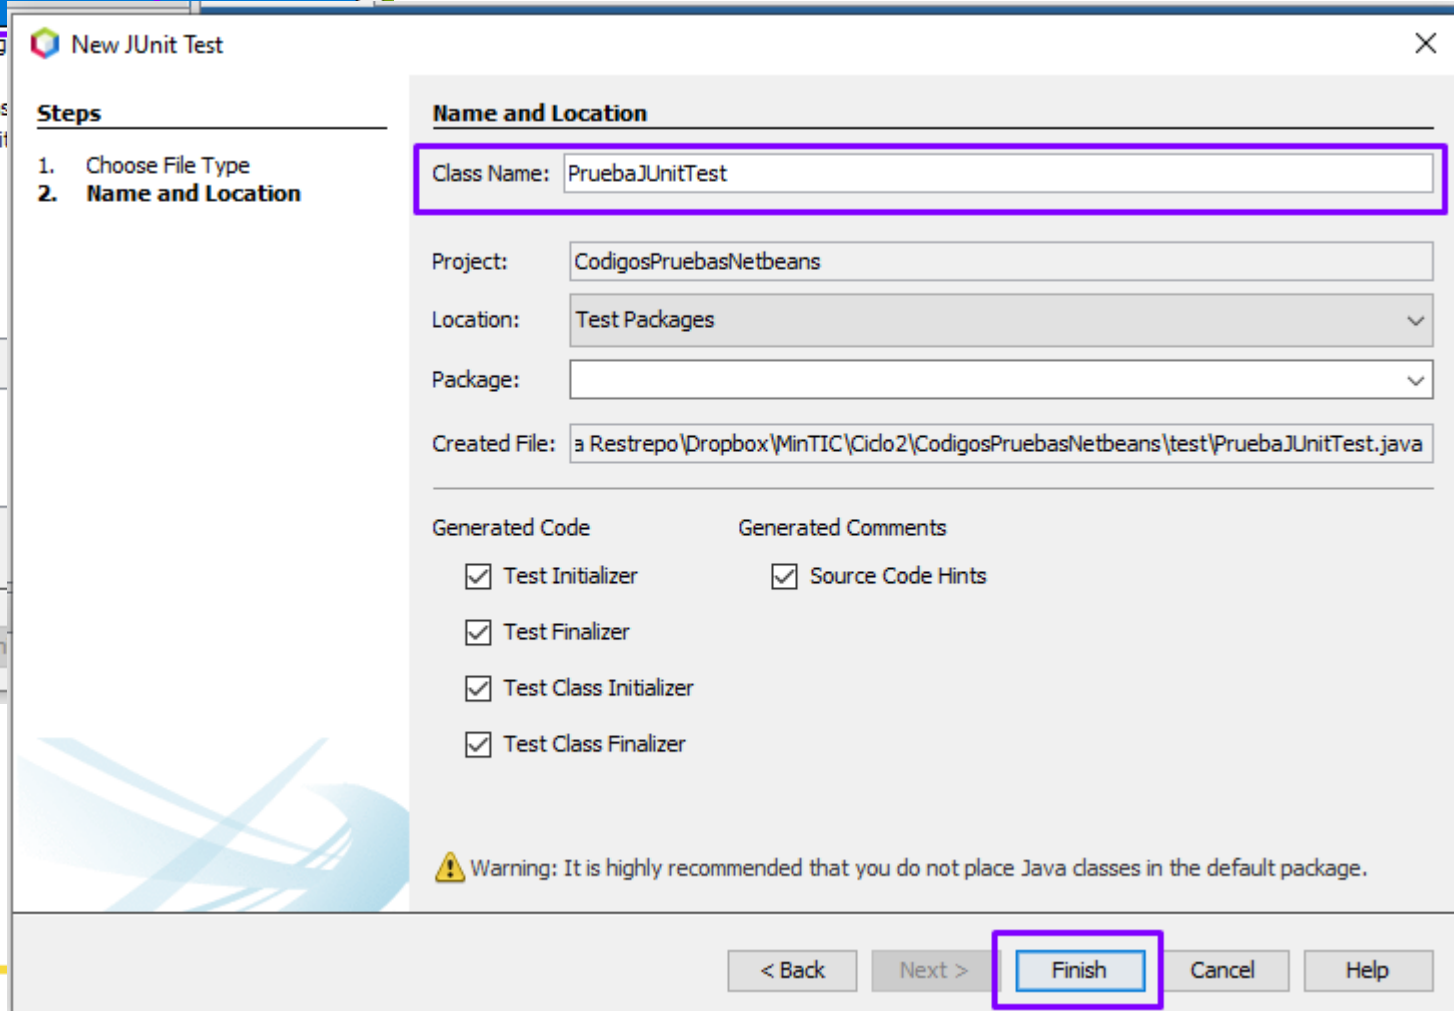 New JUnit Test
Steps
1. Choose File Type
2. Name and Location
Name and Location
Class Name: PruebaJUnitTest
Project: CodigosPruebasNetbeans
Location: Test Packages
Package:
Created File: a Restrepo\Dropbox\MinTIC\Ciclo2\CodigosPruebasNetbeans\test\PruebaJUnitTest.java
Generated Code Generated Comments
Test Initializer Source Code Hints
Test Finalizer
Test Class Initializer
Test Class Finalizer
Warning: It is highly recommended that you do not place Java classes in the default package.
< Back Next > Finish Cancel Help